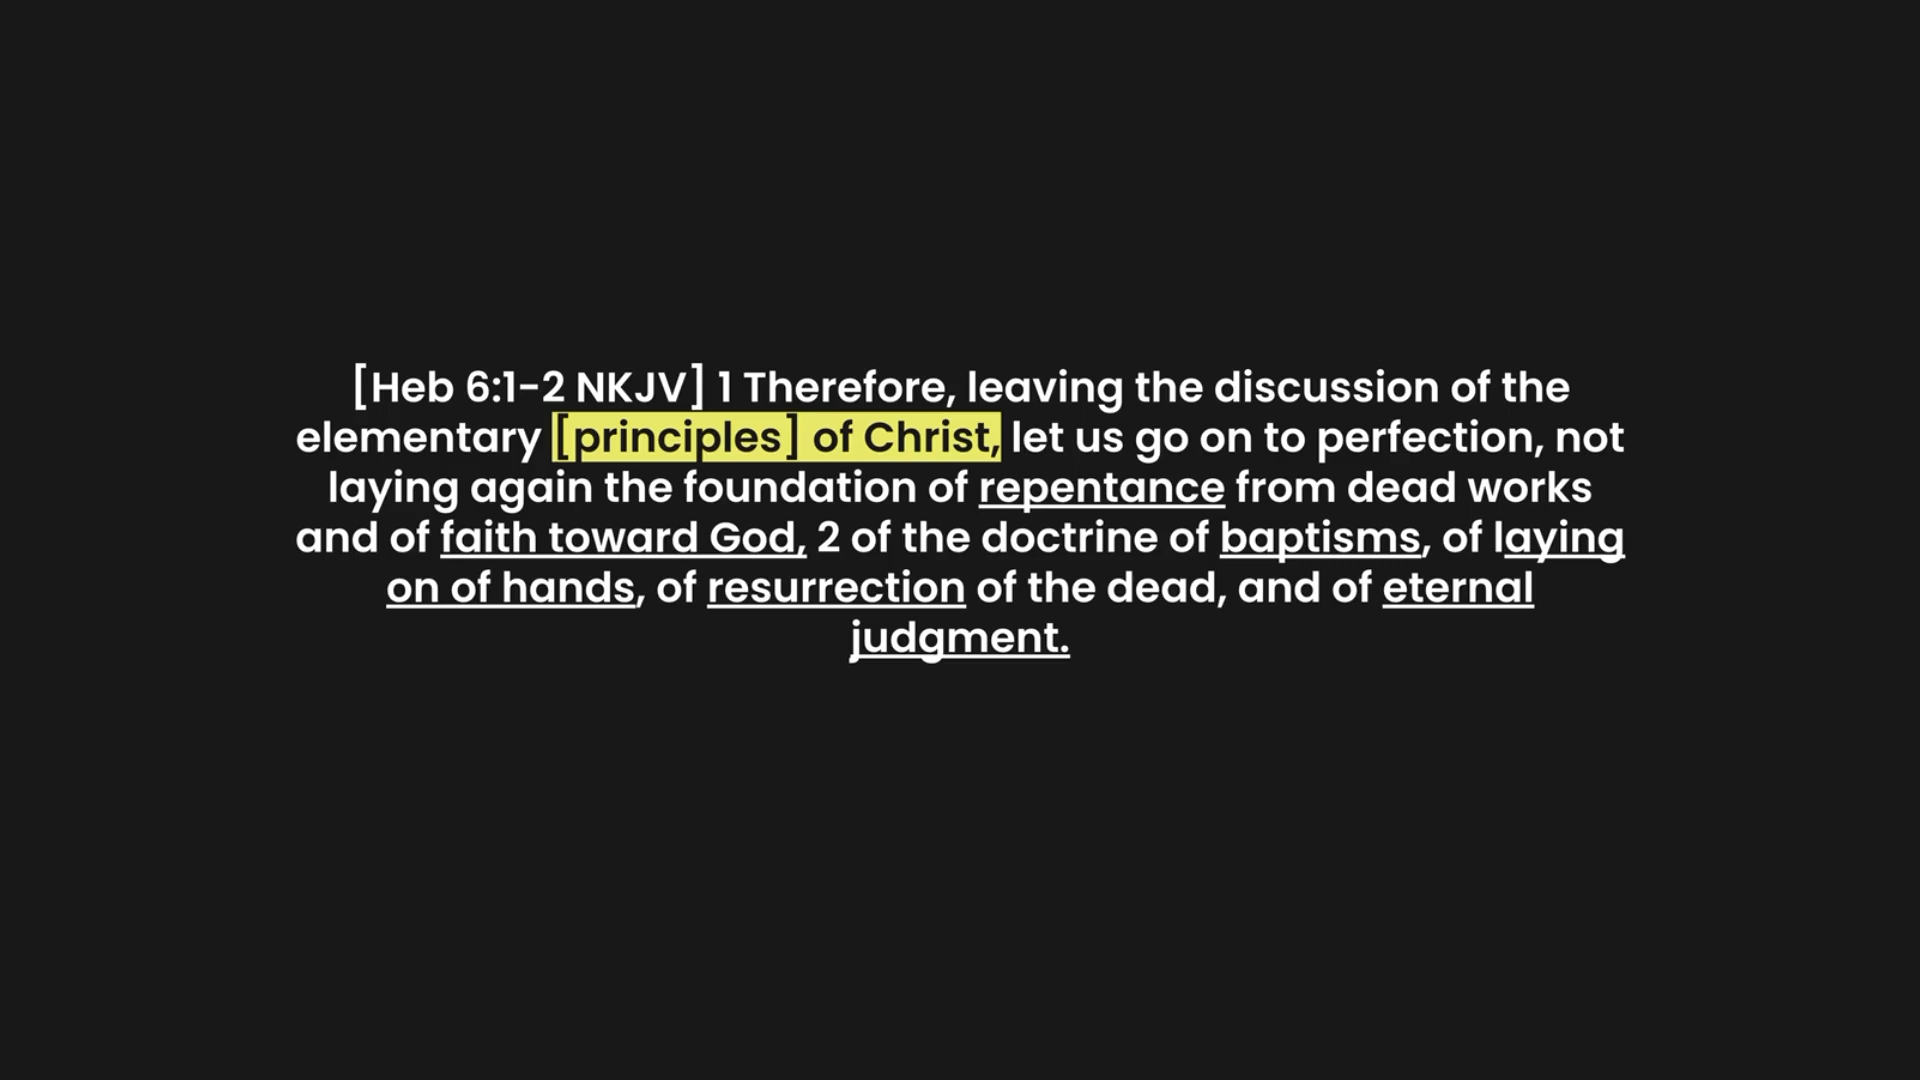 [Heb 6:1-2 NKJV] 1 Therefore, leaving the discussion of the
elementary [principles] of Christ, let us go on to perfection, not
laying again the foundation of repentance from dead works
and of faith toward God, 2 of the doctrine of baptisms, of laying
on of hands, of resurrection of the dead, and of eternal
judgment.